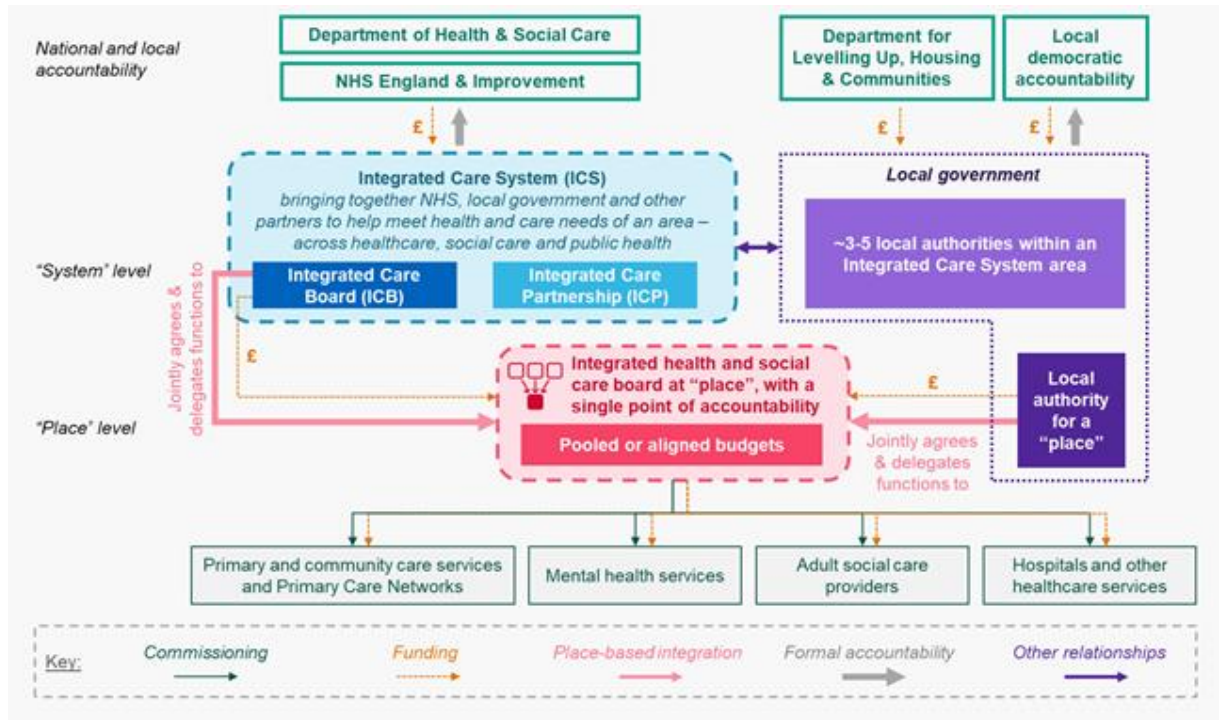 National and local
accountability
Department of Health & Social Care
NHS England & Improvement
Department for
Levelling Up, Housing
& Communities
Local
democratic
accountability
£
£
£
"System" level
Integrated Care System (ICS)
bringing together NHS, local government and other
partners to help meet health and care needs of an area –
across healthcare, social care and public health
Integrated Care
Board (ICB)
Integrated Care
Partnership (ICP)
Local government
~3-5 local authorities within an
Integrated Care System area
Jointly agrees &
delegates functions to
£
"Place" level
Integrated health and social
care board at "place", with a
single point of accountability
Pooled or aligned budgets
£
Jointly agrees
& delegates
functions to
Local
authority
for a
"place"
Primary and community care services
and Primary Care Networks
Mental health services
Adult social care
providers
Hospitals and other
healthcare services
Key:
Commissioning
Funding
Place-based integration
Formal accountability
Other relationships